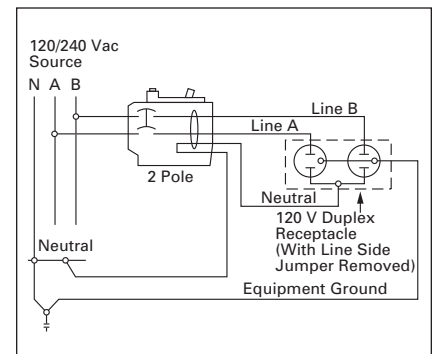 120/240 Vac
Source
N A B
Line B
Line A
2 Pole
Neutral
120 V Duplex
Receptacle
(With Line Side
Jumper Removed)
Neutral
Equipment Ground